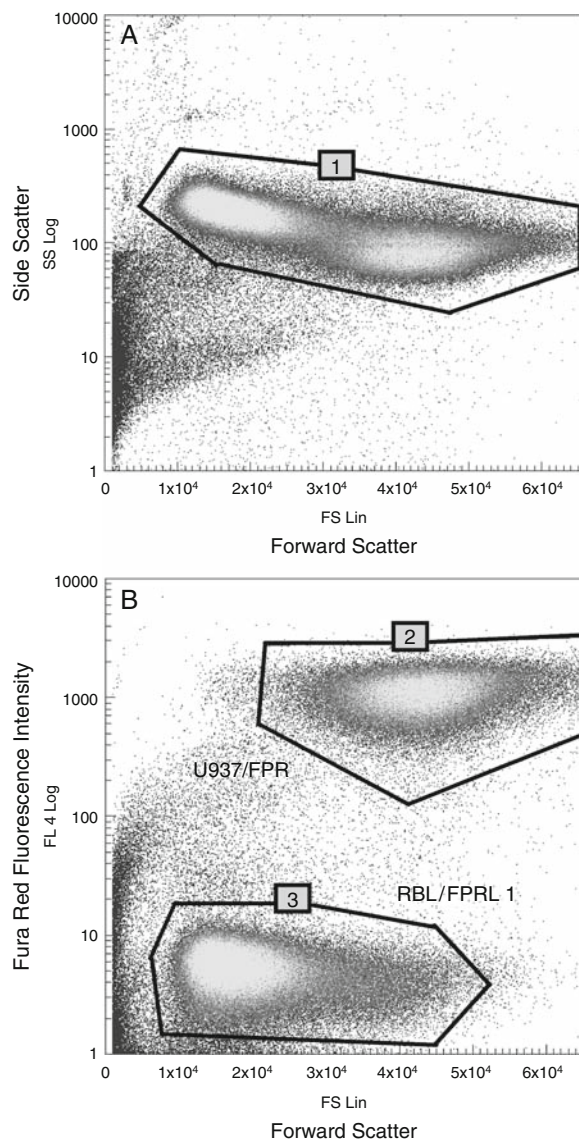 A
10000
1000
100
10
1
Side Scatter
SS Log
1
0
1x10⁴
2x10⁴
3x10⁴
4x10⁴
5x10⁴
6x10⁴
FS Lin
Forward Scatter
B
10000
1000
100
10
1
Fura Red Fluorescence Intensity
FL 4 Log
2
U937/FPR
RBL/FPRL 1
3
0
1x10⁴
2x10⁴
3x10⁴
4x10⁴
5x10⁴
6x10⁴
FS Lin
Forward Scatter